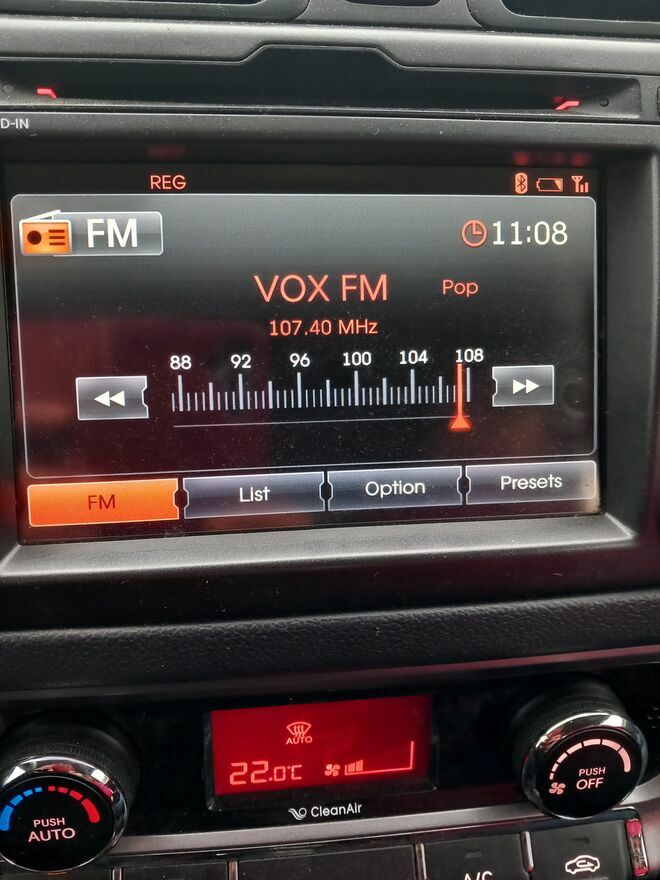 D-IN
REG
FM
11:08
VOX FM Pop
107.40 MHz
88 92 96 100 104 108
FM List Option Presets
AUTO
22.0°C
CleanAir
PUSH
AUTO
PUSH
OFF
A/C